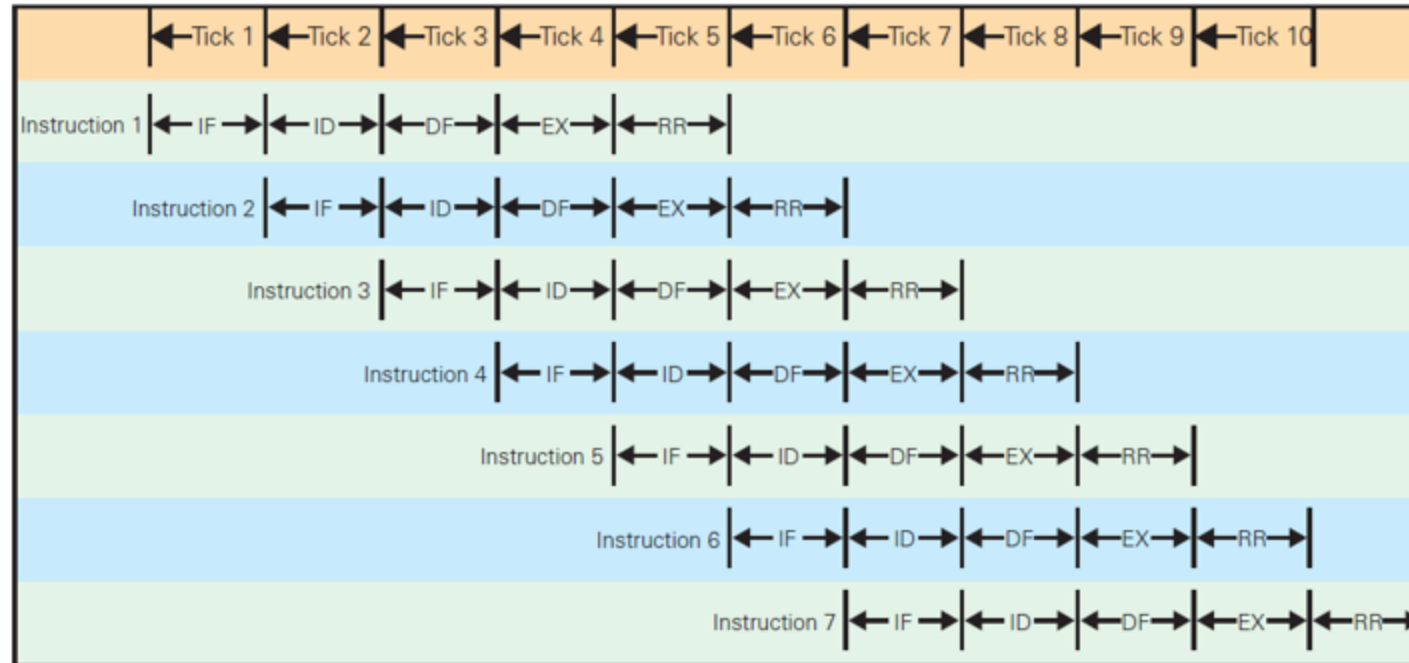 Tick 1 Tick 2 Tick 3 Tick 4 Tick 5 Tick 6 Tick 7 Tick 8 Tick 9 Tick 10
Instruction 1 IF ID DF EX RR
Instruction 2 IF ID DF EX RR
Instruction 3 IF ID DF EX RR
Instruction 4 IF ID DF EX RR
Instruction 5 IF ID DF EX RR
Instruction 6 IF ID DF EX RR
Instruction 7 IF ID DF EX RR